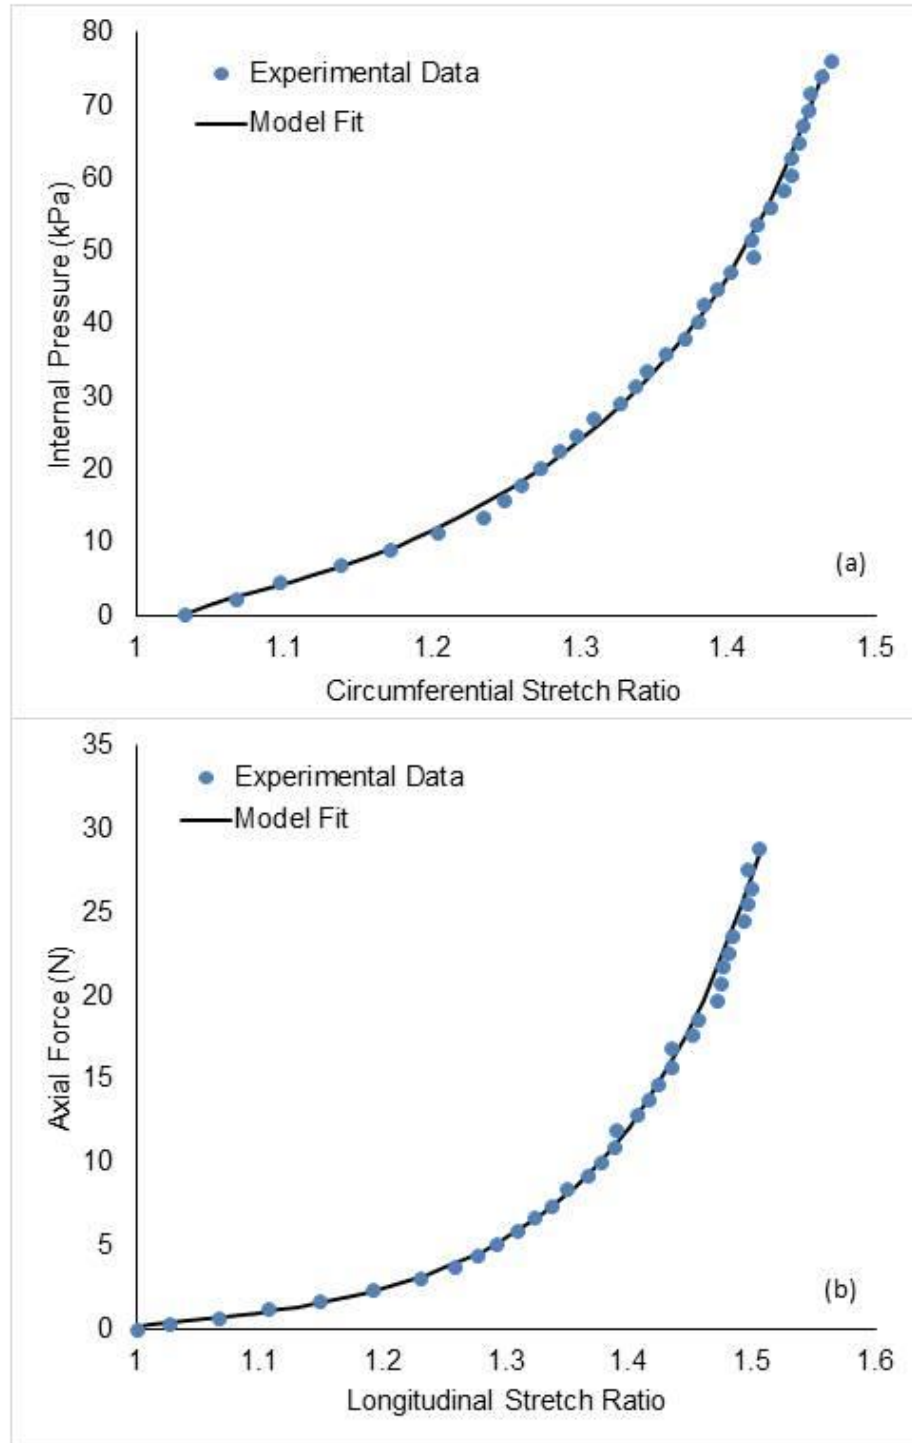 80
Experimental Data
70
Model Fit
60
50
40
30
20
10
0
Internal Pressure (kPa)
(a)
1 1.1 1.2 1.3 1.4 1.5
Circumferential Stretch Ratio
35
Experimental Data
Model Fit
30
25
20
15
10
5
0
Axial Force (N)
(b)
1 1.1 1.2 1.3 1.4 1.5 1.6
Longitudinal Stretch Ratio